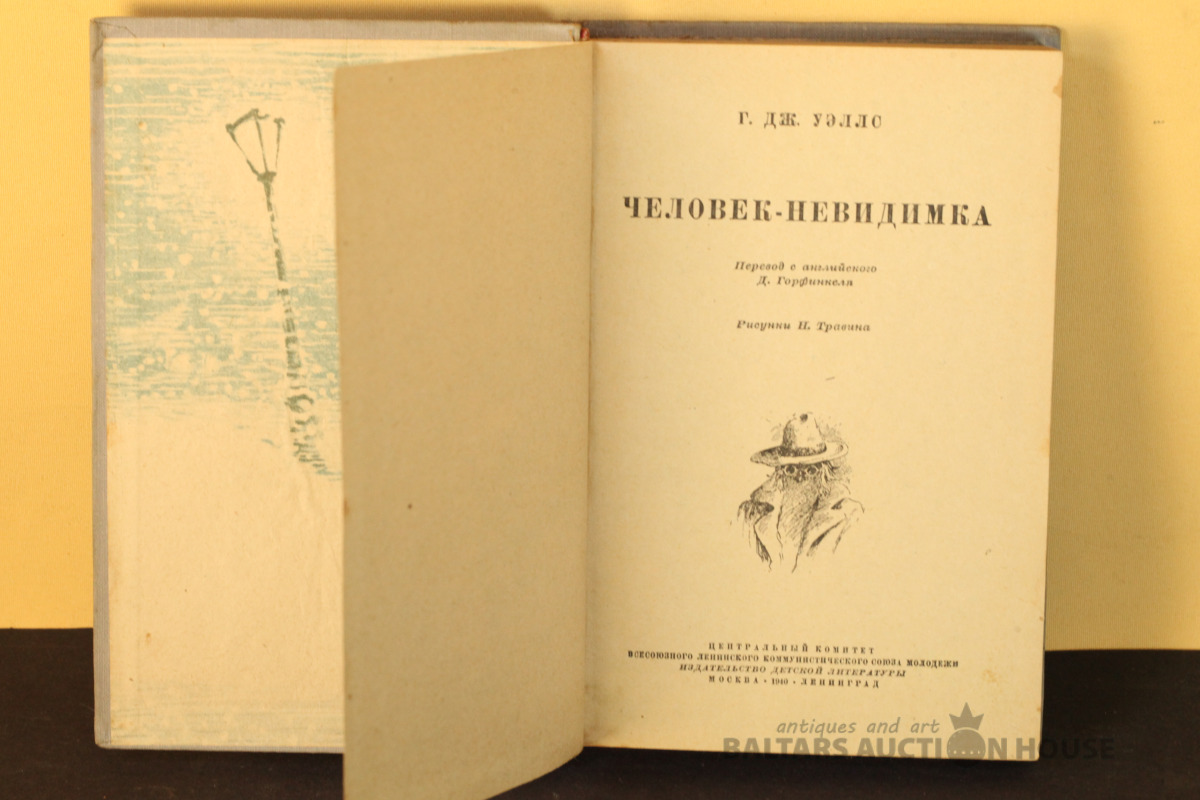 Г. ДЖ. УЭЛЛС
ЧЕЛОВЕК-НЕВИДИМКА
Перевод с английского
Д. Горфинкеля
Рисунки П. Травина
ЦЕНТРАЛЬНЫЙ КОМИТЕТ
ВСЕСОЮЗНОГО ЛЕНИНСКОГО КОММУНИСТИЧЕСКОГО СОЮЗА МОЛОДЕЖИ
ИЗДАТЕЛЬСТВО ДЕТСКОЙ ЛИТЕРАТУРЫ
МОСКВА • 1940 • ЛЕНИНГРАД
antiques and art
BALTARS AUCTION HOUSE